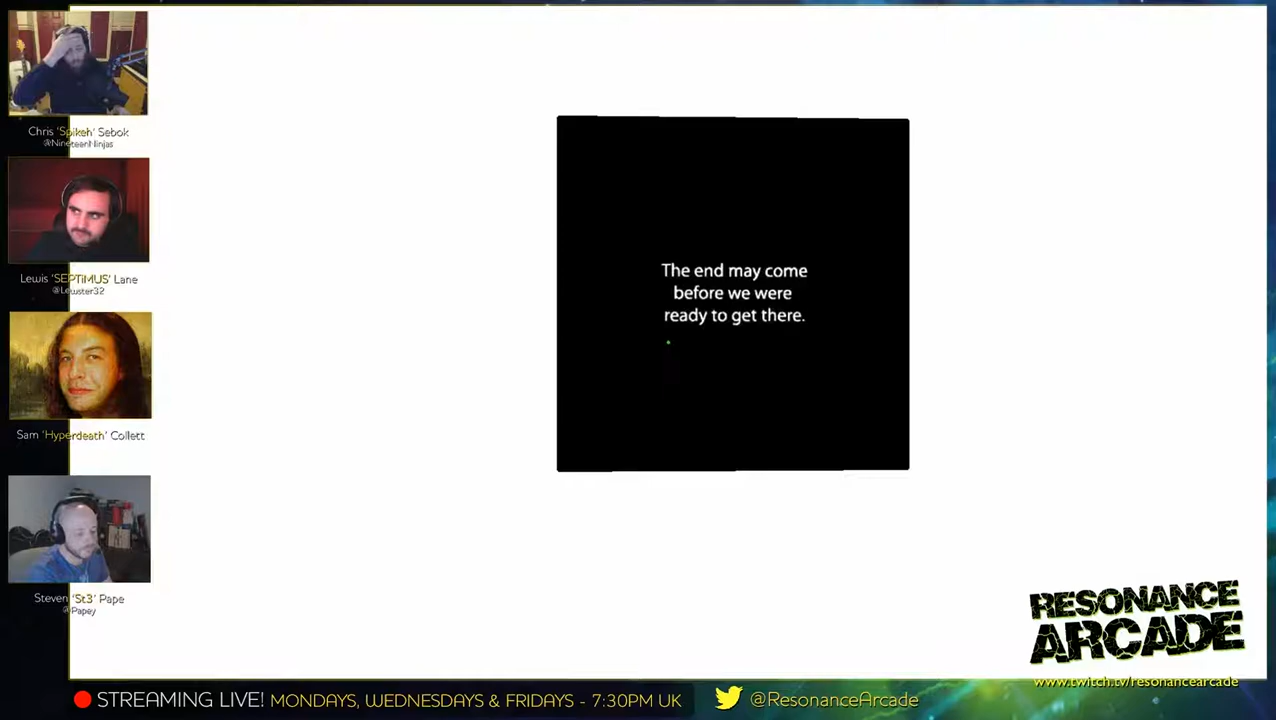 Chris 'Spikeh' Sebok
@NineteenNinjas
Lewis 'SEPTiMUS' Lane
@Lewster32
Sam 'Hyperdeath' Collett
Steven 'St3' Pape
@Papey
The end may come
before we were
ready to get there.
RESONANCE
ARCADE
www.twitch.tv/resonancearcade
STREAMING LIVE! MONDAYS, WEDNESDAYS & FRIDAYS - 7:30PM UK
@ResonanceArcade